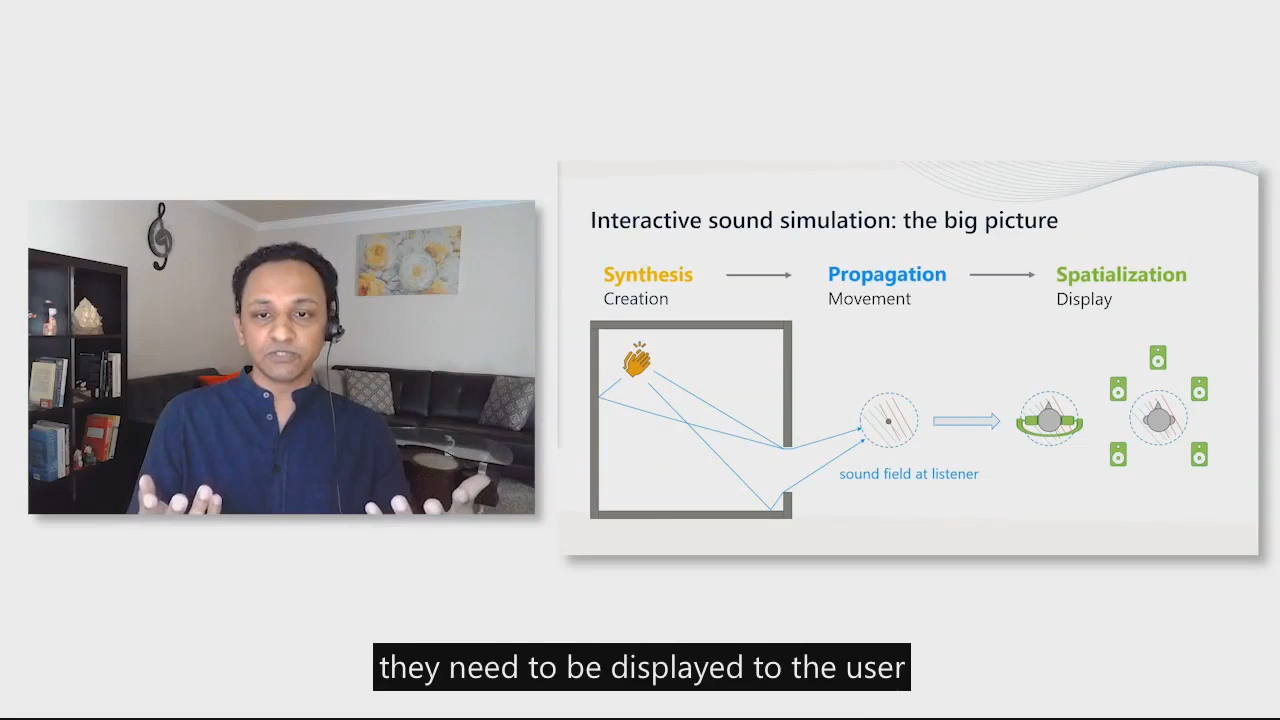 Interactive sound simulation: the big picture
Synthesis
Creation
Propagation
Movement
Spatialization
Display
sound field at listener
they need to be displayed to the user